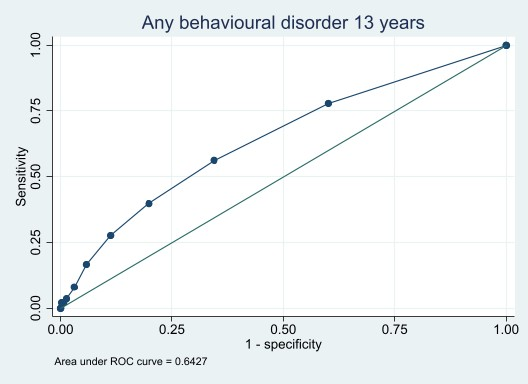 Any behavioural disorder 13 years
1.00
0.75
0.50
0.25
0.00
Sensitivity
0.00 0.25 0.50 0.75 1.00
1 - specificity
Area under ROC curve = 0.6427